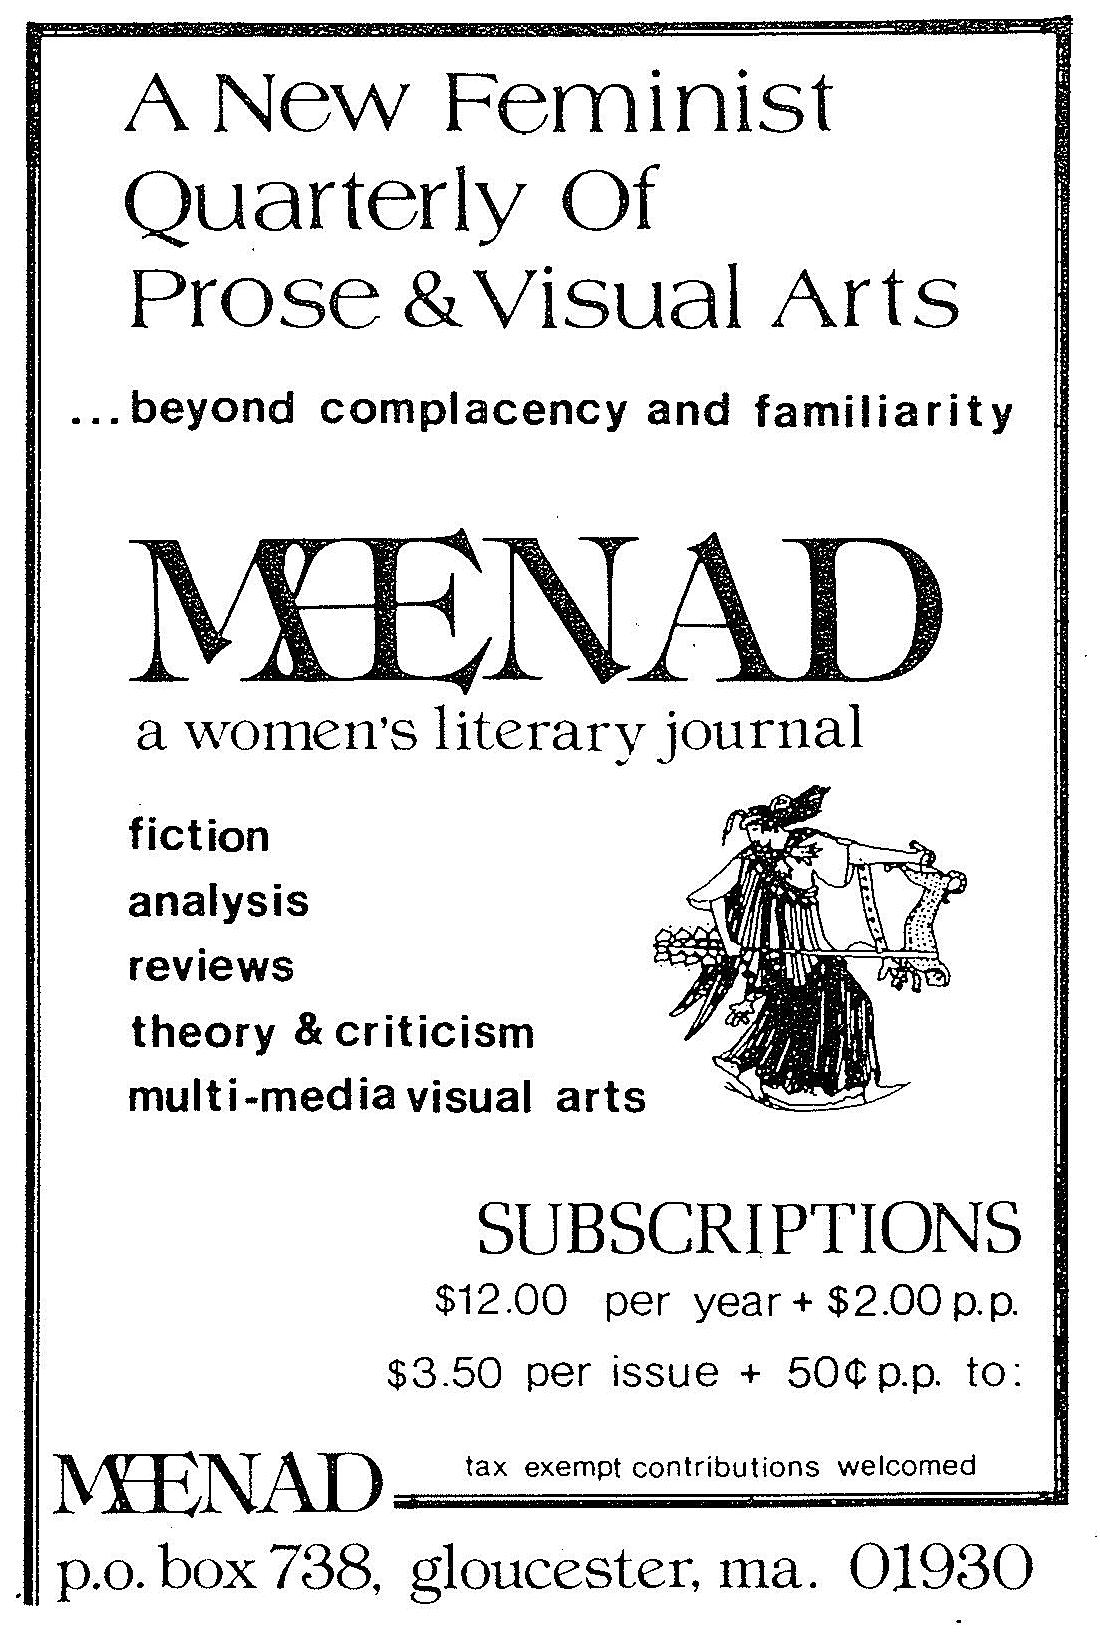 A New Feminist
Quarterly Of
Prose & Visual Arts
...beyond complacency and familiarity
MÆNAD
a women's literary journal
fiction
analysis
reviews
theory & criticism
multi-media visual arts
SUBSCRIPTIONS
$12.00 per year + $2.00 p.p.
$3.50 per issue + 50¢ p.p. to:
MÆNAD
tax exempt contributions welcomed
p.o. box 738, gloucester, ma. 01930